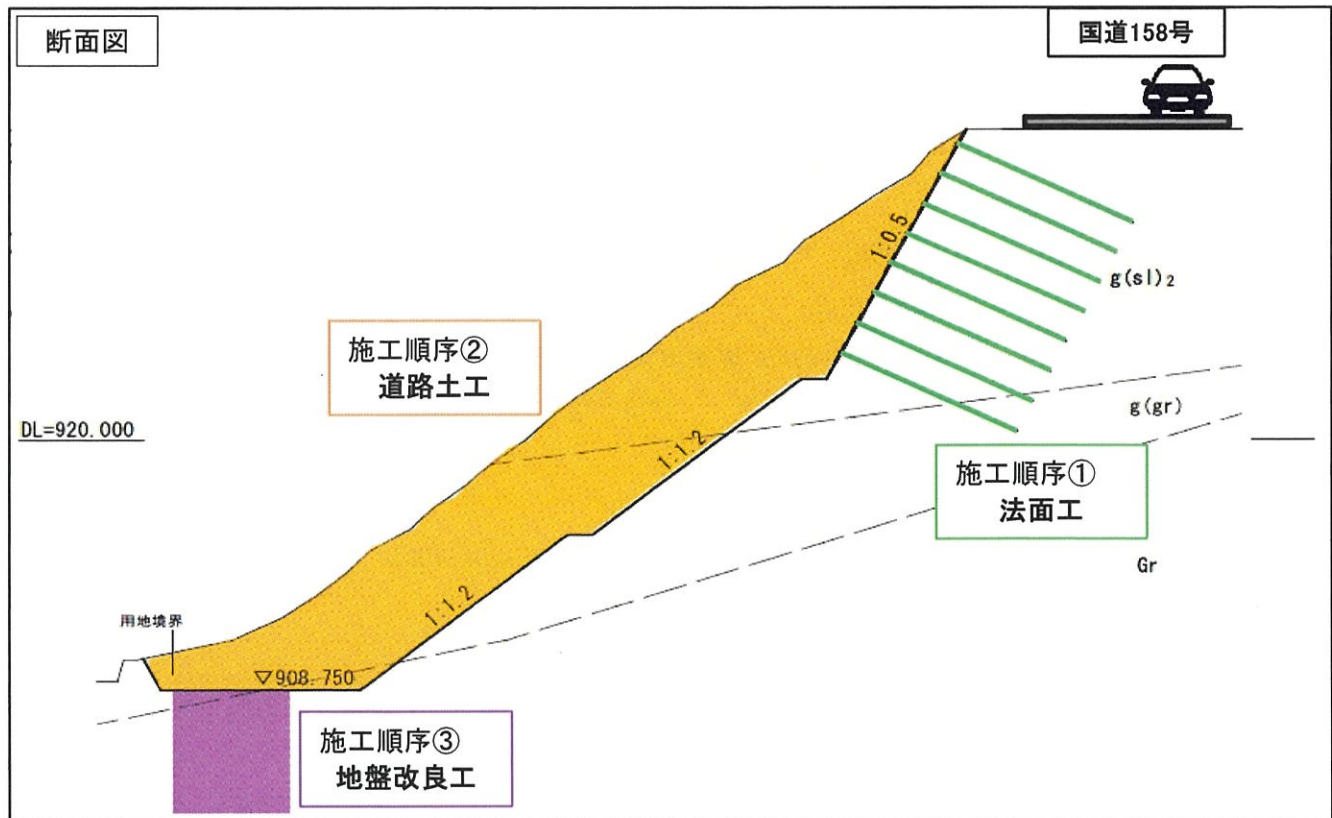 断面図
国道158号
1:0.5
g(sl)₂
施工順序②
道路土工
g(gr)
DL=920.000
1:1.2
施工順序①
法面工
Gr
1:1.2
用地境界
▽908.750
施工順序③
地盤改良工